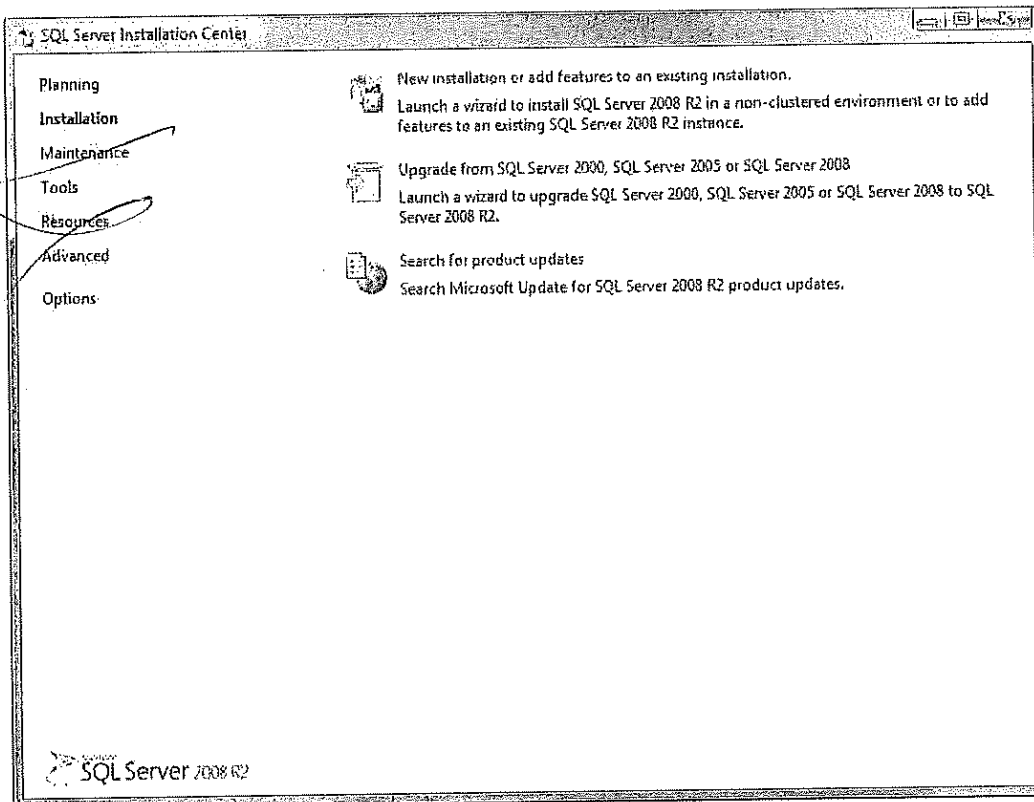 SQL Server Installation Center
Planning
Installation
Maintenance
Tools
Resources
Advanced
Options
New installation or add features to an existing installation.
Launch a wizard to install SQL Server 2008 R2 in a non-clustered environment or to add
features to an existing SQL Server 2008 R2 instance.
Upgrade from SQL Server 2000, SQL Server 2005 or SQL Server 2008
Launch a wizard to upgrade SQL Server 2000, SQL Server 2005 or SQL Server 2008 to SQL
Server 2008 R2.
Search for product updates
Search Microsoft Update for SQL Server 2008 R2 product updates.
SQL Server 2008 R2